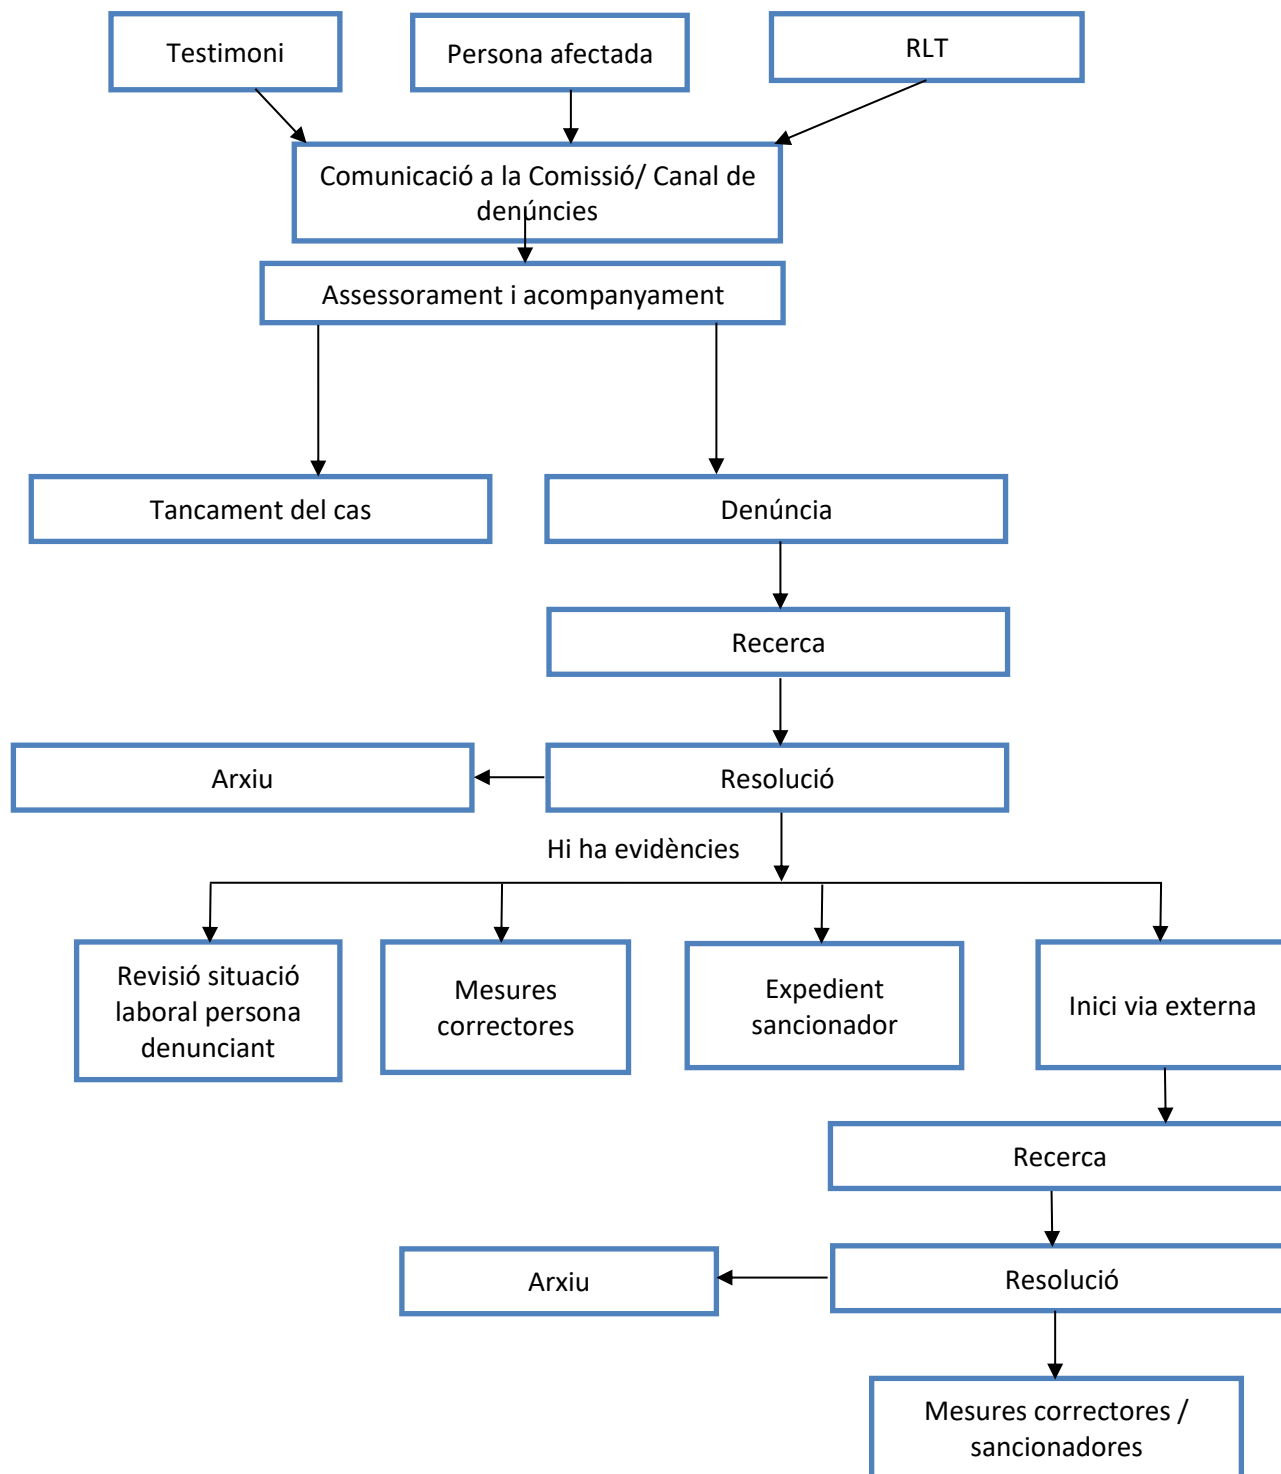 Testimoni
Persona afectada
RLT
Comunicació a la Comissió/ Canal de
denúncies
Assessorament i acompanyament
Tancament del cas
Denúncia
Recerca
Arxiu
Resolució
Hi ha evidències
Revisió situació
laboral persona
denunciant
Mesures
correctores
Expedient
sancionador
Inici via externa
Recerca
Arxiu
Resolució
Mesures correctores /
sancionadores